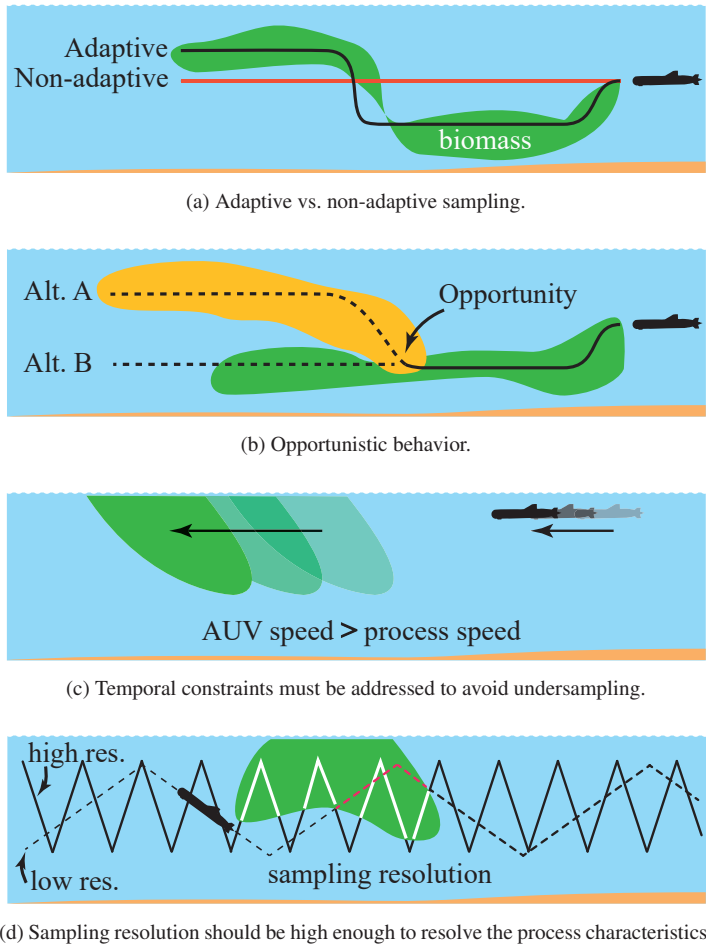 Adaptive
Non-adaptive
biomass
(a) Adaptive vs. non-adaptive sampling.
Alt. A
Opportunity
Alt. B
(b) Opportunistic behavior.
AUV speed > process speed
(c) Temporal constraints must be addressed to avoid undersampling.
high res.
low res.
sampling resolution
(d) Sampling resolution should be high enough to resolve the process characteristics